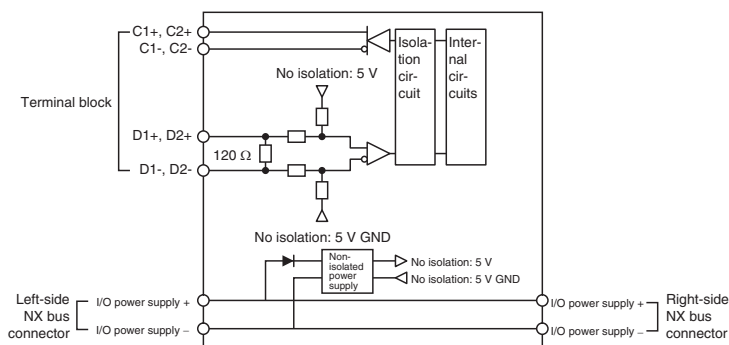 C1+, C2+
C1-, C2-
Isola-
tion
cir-
cuit
Inter-
nal
cir-
cuits
No isolation: 5 V
Terminal block
D1+, D2+
120 Ω
D1-, D2-
No isolation: 5 V GND
Non-
isolated
power
supply
No isolation: 5 V
No isolation: 5 V GND
Left-side
NX bus
connector
I/O power supply +
I/O power supply –
I/O power supply +
I/O power supply –
Right-side
NX bus
connector